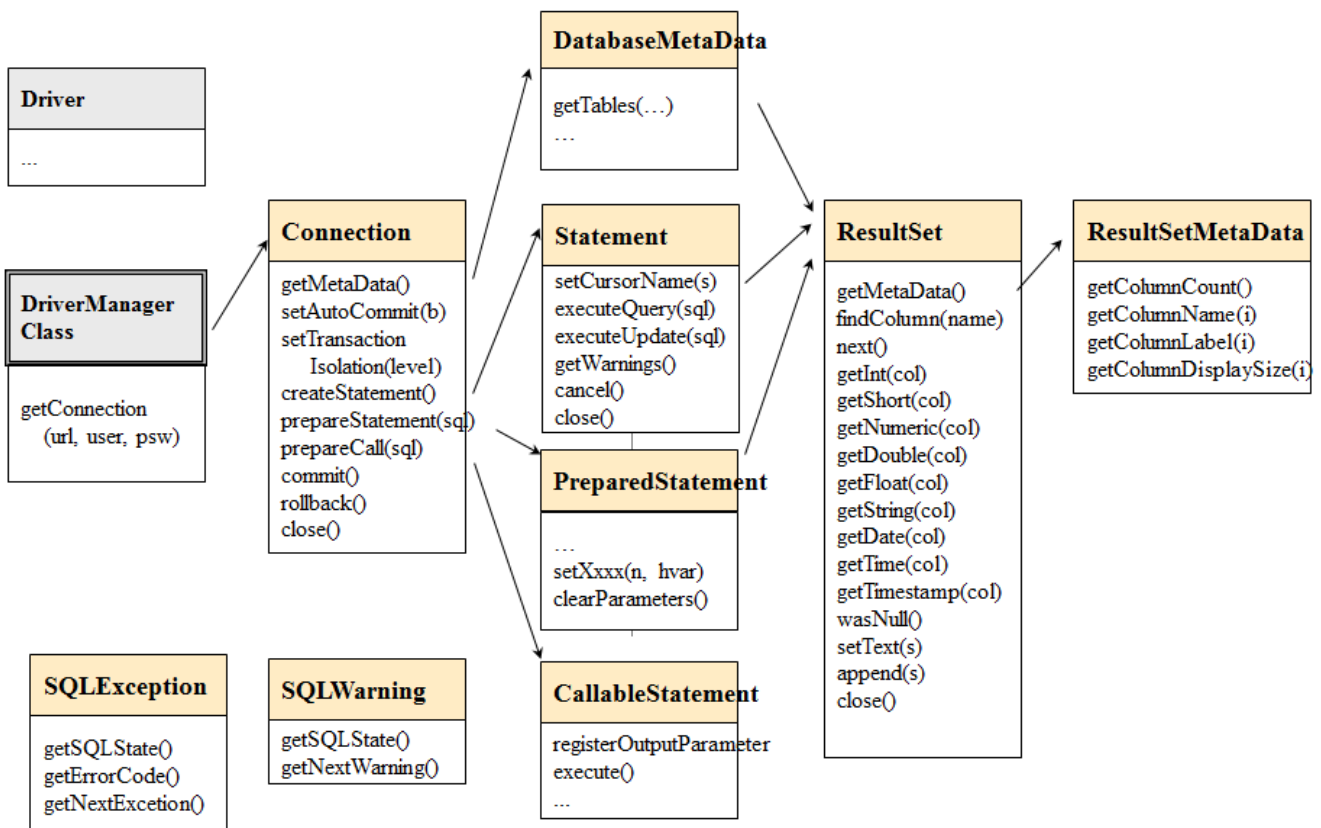 Driver
...
DriverManager
Class
getConnection
(url, user, psw)
Connection
getMetaData()
setAutoCommit(b)
setTransaction
Isolation(level)
createStatement()
prepareStatement(sql)
prepareCall(sql)
commit()
rollback()
close()
DatabaseMetaData
getTables(…)
…
Statement
setCursorName(s)
executeQuery(sql)
executeUpdate(sql)
getWarnings()
cancel()
close()
PreparedStatement
…
setXxxx(n, hvar)
clearParameters()
CallableStatement
registerOutputParameter
execute()
...
ResultSet
getMetaData()
findColumn(name)
next()
getInt(col)
getShort(col)
getNumeric(col)
getDouble(col)
getFloat(col)
getString(col)
getDate(col)
getTime(col)
getTimestamp(col)
wasNull()
setText(s)
append(s)
close()
ResultSetMetaData
getColumnCount()
getColumnName(i)
getColumnLabel(i)
getColumnDisplaySize(i)
SQLException
getSQLState()
getErrorCode()
getNextExcetion()
SQLWarning
getSQLState()
getNextWarning()